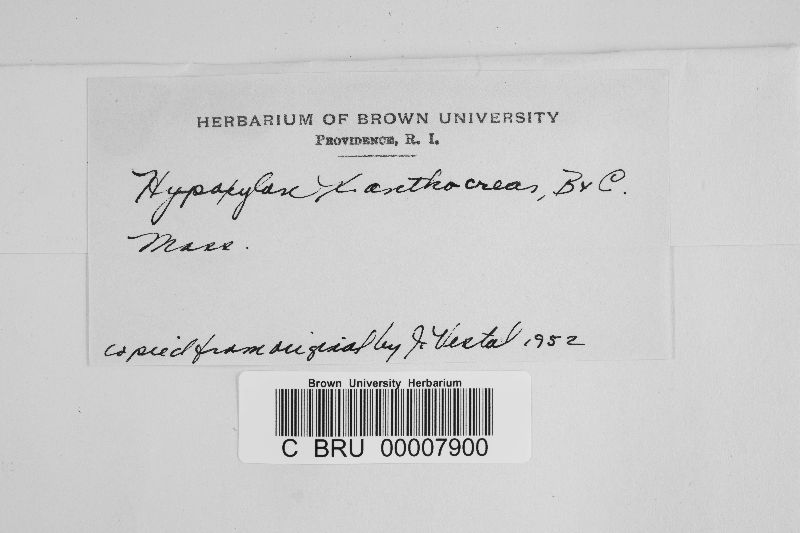 HERBARIUM OF BROWN UNIVERSITY
PROVIDENCE, R. I.
Hypoxylon Xanthocreas, B & C.
Mass.
copied from original by J. Vestal 1952
Brown University Herbarium
C BRU 00007900